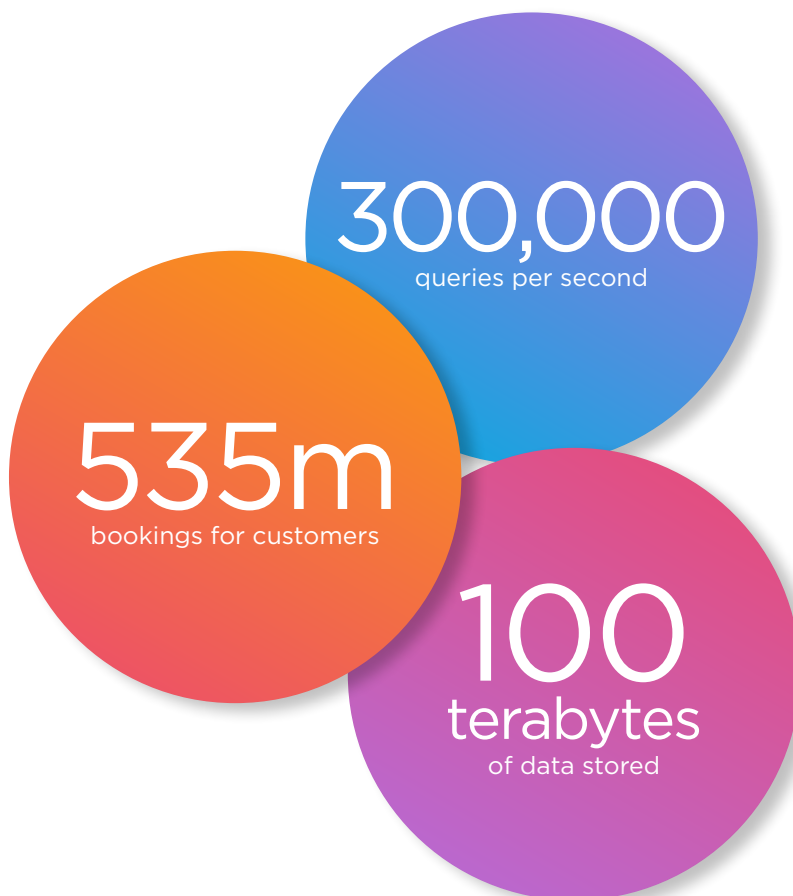 300,000
queries per second
535m
bookings for customers
100
terabytes
of data stored